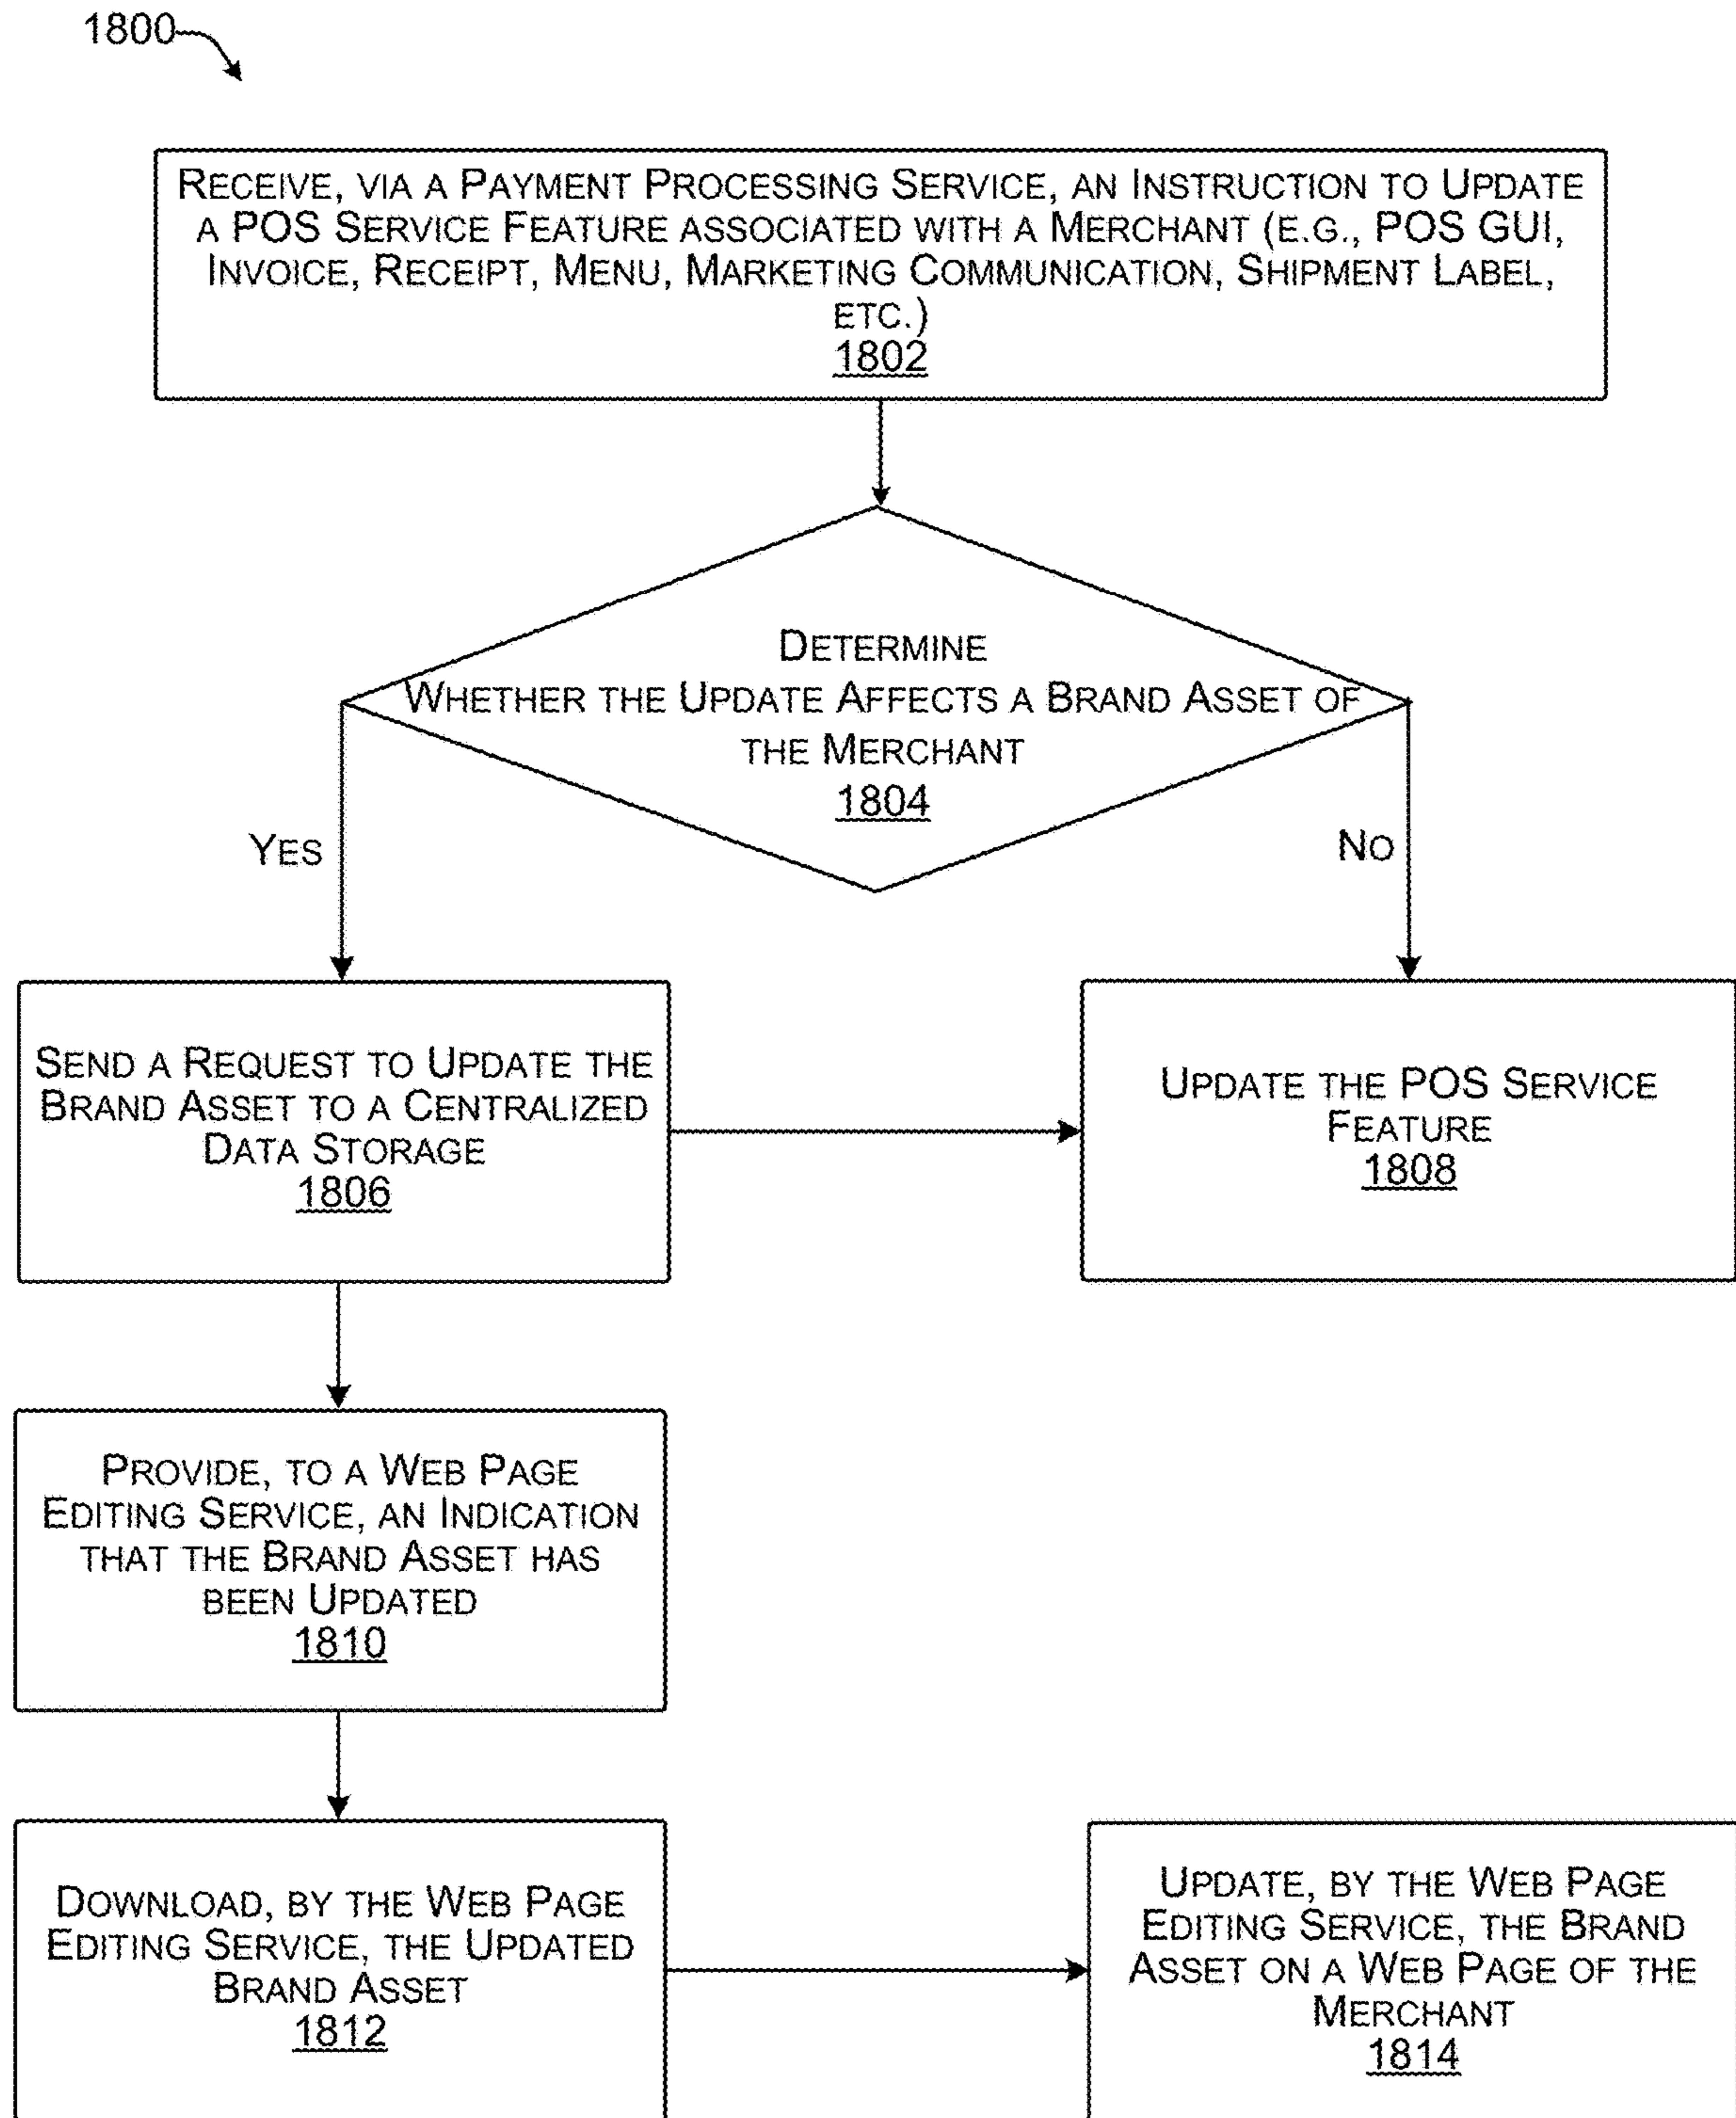 1800
RECEIVE, VIA A PAYMENT PROCESSING SERVICE, AN INSTRUCTION TO UPDATE
A POS SERVICE FEATURE ASSOCIATED WITH A MERCHANT (E.G., POS GUI,
INVOICE, RECEIPT, MENU, MARKETING COMMUNICATION, SHIPMENT LABEL,
ETC.)
1802
DETERMINE
WHETHER THE UPDATE AFFECTS A BRAND ASSET OF
THE MERCHANT
1804
YES
NO
SEND A REQUEST TO UPDATE THE
BRAND ASSET TO A CENTRALIZED
DATA STORAGE
1806
UPDATE THE POS SERVICE
FEATURE
1808
PROVIDE, TO A WEB PAGE
EDITING SERVICE, AN INDICATION
THAT THE BRAND ASSET HAS
BEEN UPDATED
1810
DOWNLOAD, BY THE WEB PAGE
EDITING SERVICE, THE UPDATED
BRAND ASSET
1812
UPDATE, BY THE WEB PAGE
EDITING SERVICE, THE BRAND
ASSET ON A WEB PAGE OF THE
MERCHANT
1814